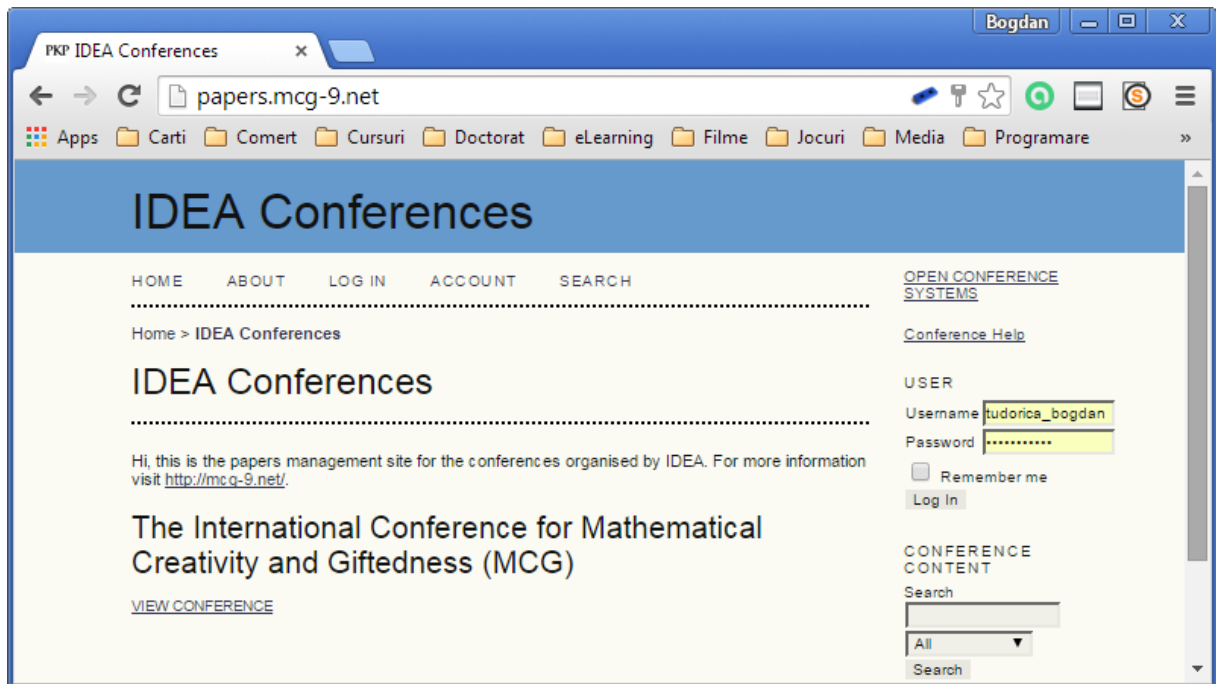 Bogdan
PKP IDEA Conferences
papers.mcg-9.net
Apps Carti Comert Cursuri Doctorat eLearning Filme Jocuri Media Programare »
IDEA Conferences
HOME ABOUT LOG IN ACCOUNT SEARCH
Home > IDEA Conferences
IDEA Conferences
Hi, this is the papers management site for the conferences organised by IDEA. For more information
visit http://mcg-9.net/.
The International Conference for Mathematical
Creativity and Giftedness (MCG)
VIEW CONFERENCE
OPEN CONFERENCE
SYSTEMS
Conference Help
USER
Username tudorica_bogdan
Password •••••••••••
Remember me
Log In
CONFERENCE
CONTENT
Search
All
Search